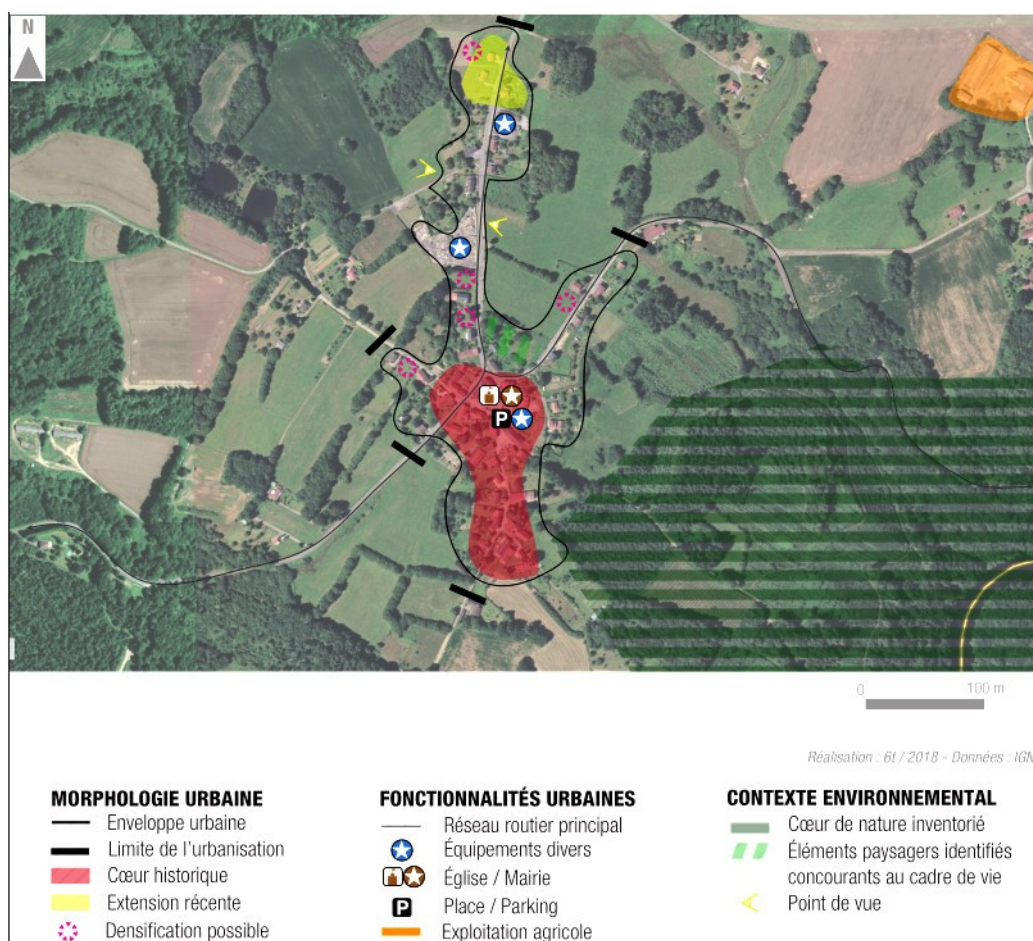 N
P
0 100 m
Réalisation : 6t / 2018 - Données : IGN
MORPHOLOGIE URBAINE
Enveloppe urbaine
Limite de l'urbanisation
Cœur historique
Extension récente
Densification possible
FONCTIONNALITÉS URBAINES
Réseau routier principal
Équipements divers
Église / Mairie
P Place / Parking
Exploitation agricole
CONTEXTE ENVIRONNEMENTAL
Cœur de nature inventorié
Éléments paysagers identifiés
concourants au cadre de vie
Point de vue